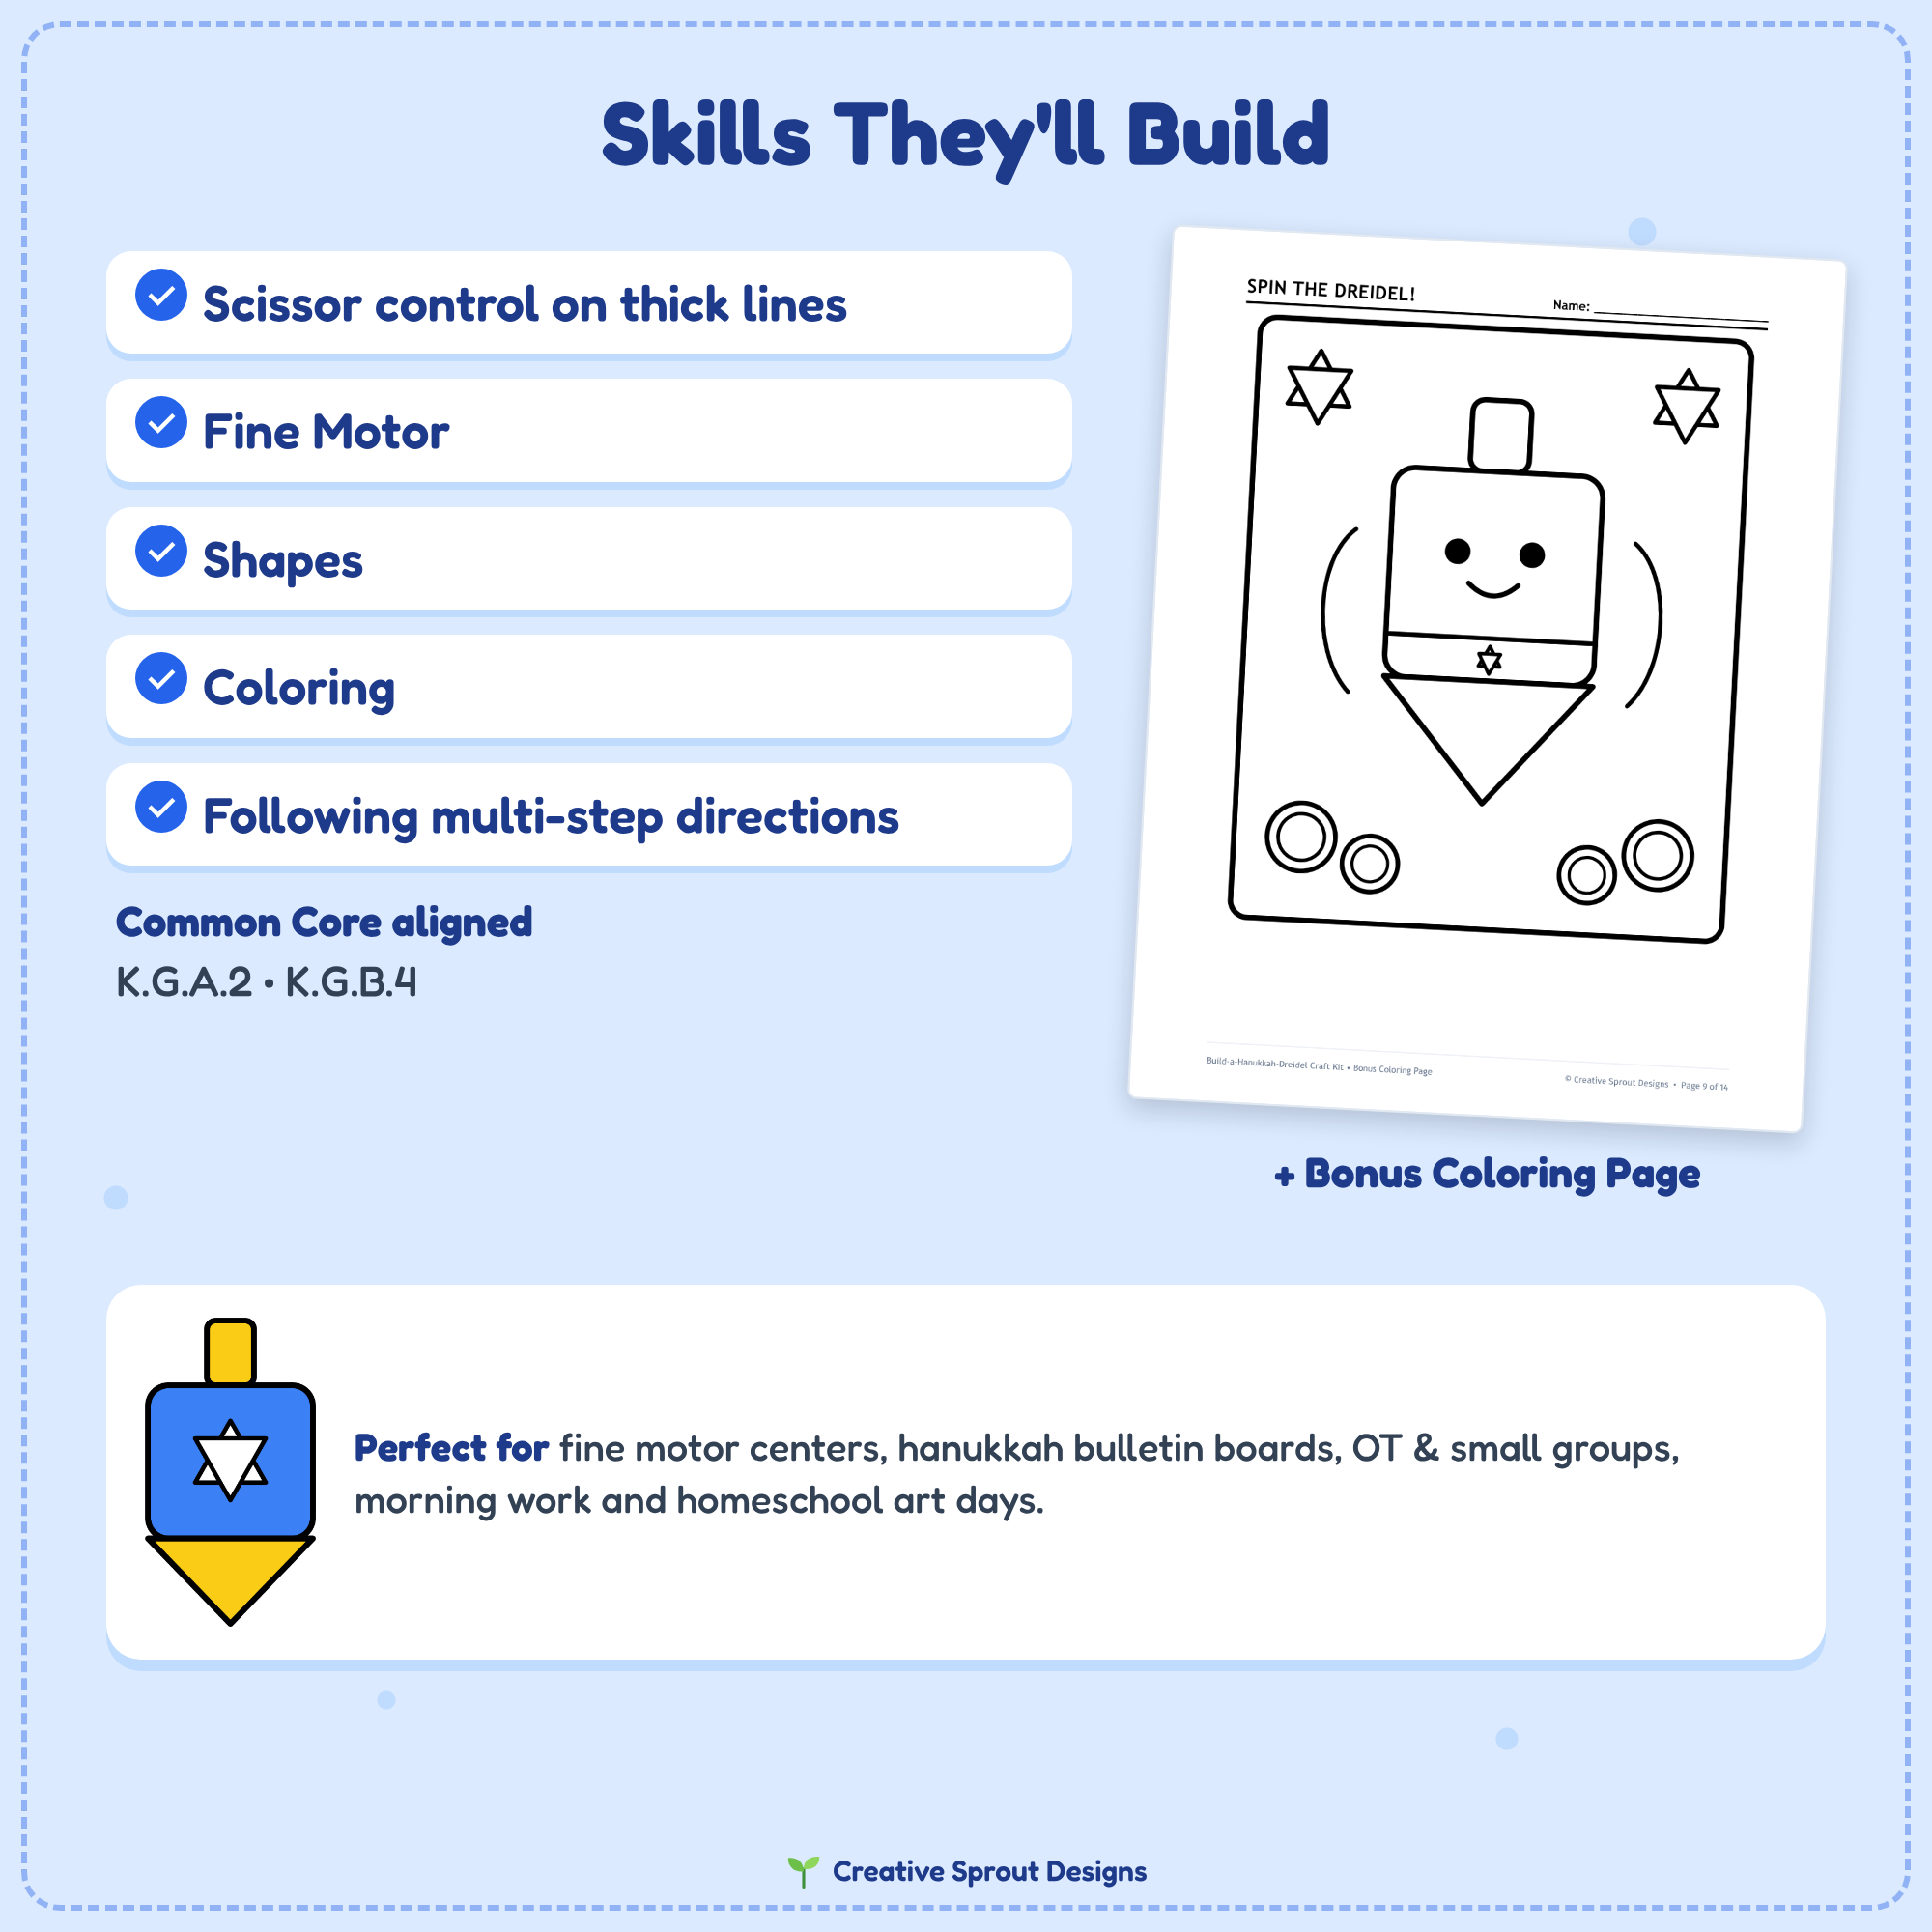 Skills They'll Build
Scissor control on thick lines
Fine Motor
Shapes
Coloring
Following multi-step directions
Common Core aligned
K.G.A.2 • K.G.B.4
SPIN THE DREIDEL!
Name:
Build-a-Hanukkah-Dreidel Craft Kit • Bonus Coloring Page
© Creative Sprout Designs • Page 9 of 14
+ Bonus Coloring Page
Perfect for fine motor centers, hanukkah bulletin boards, OT & small groups,
morning work and homeschool art days.
Creative Sprout Designs